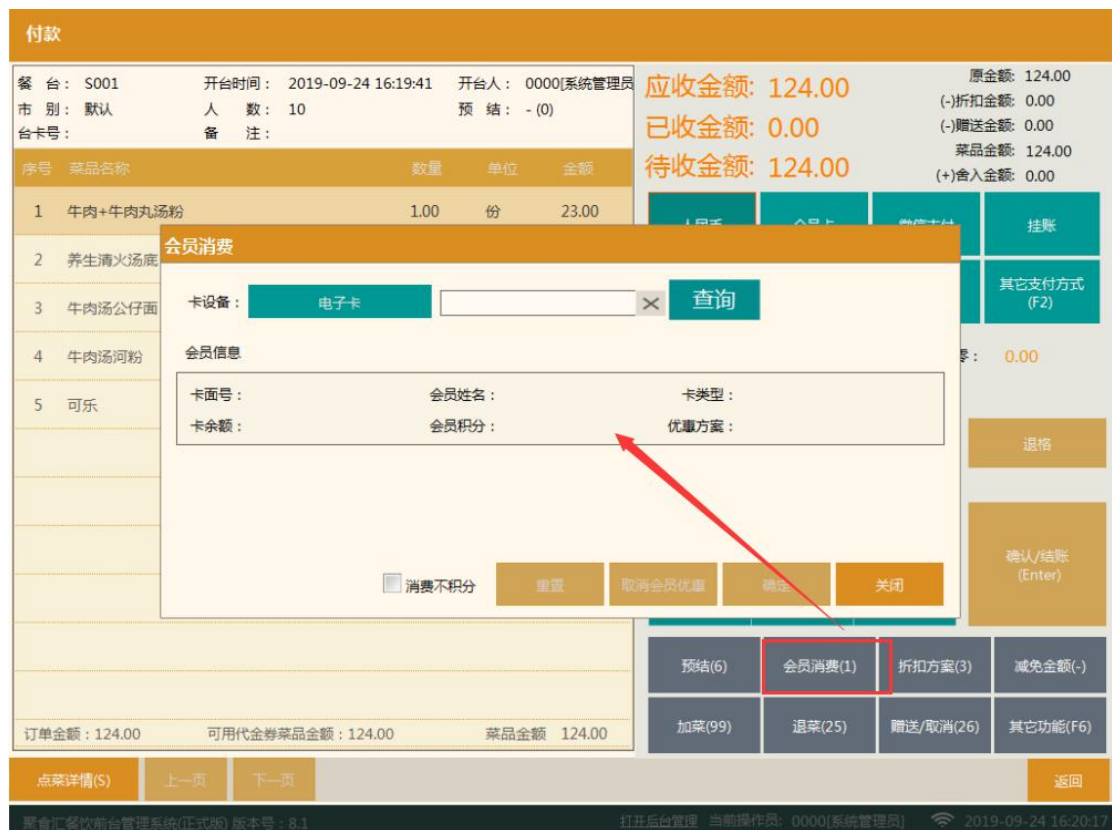 付款
餐 台： S001 开台时间： 2019-09-24 16:19:41 开台人： 0000[系统管理员
市 别： 默认 人 数： 10 预 结： - (0)
台卡号： 备 注：
序号 菜品名称 数量 单位 金额
1 牛肉+牛肉丸汤粉 1.00 份 23.00
2 养生清火汤底
3 牛肉汤公仔面
4 牛肉汤河粉
5 可乐
订单金额：124.00 可用代金券菜品金额：124.00 菜品金额 124.00
应收金额: 124.00
已收金额: 0.00
待收金额: 124.00
原金额: 124.00
(-)折扣金额: 0.00
(-)赠送金额: 0.00
菜品金额: 124.00
(+)舍入金额: 0.00
人民币 会员卡 微信支付 挂账
其它支付方式
(F2)
零： 0.00
退格
确认/结账
(Enter)
会员消费
卡设备： 电子卡 查询
会员信息
卡面号： 会员姓名： 卡类型：
卡余额： 会员积分： 优惠方案：
消费不积分 重置 取消会员优惠 确定 关闭
预结(6) 会员消费(1) 折扣方案(3) 减免金额(-)
加菜(99) 退菜(25) 赠送/取消(26) 其它功能(F6)
点菜详情(S) 上一页 下一页 返回
聚食汇餐饮前台管理系统(正式版) 版本号：8.1 打开后台管理 当前操作员: 0000[系统管理员] 2019-09-24 16:20:17